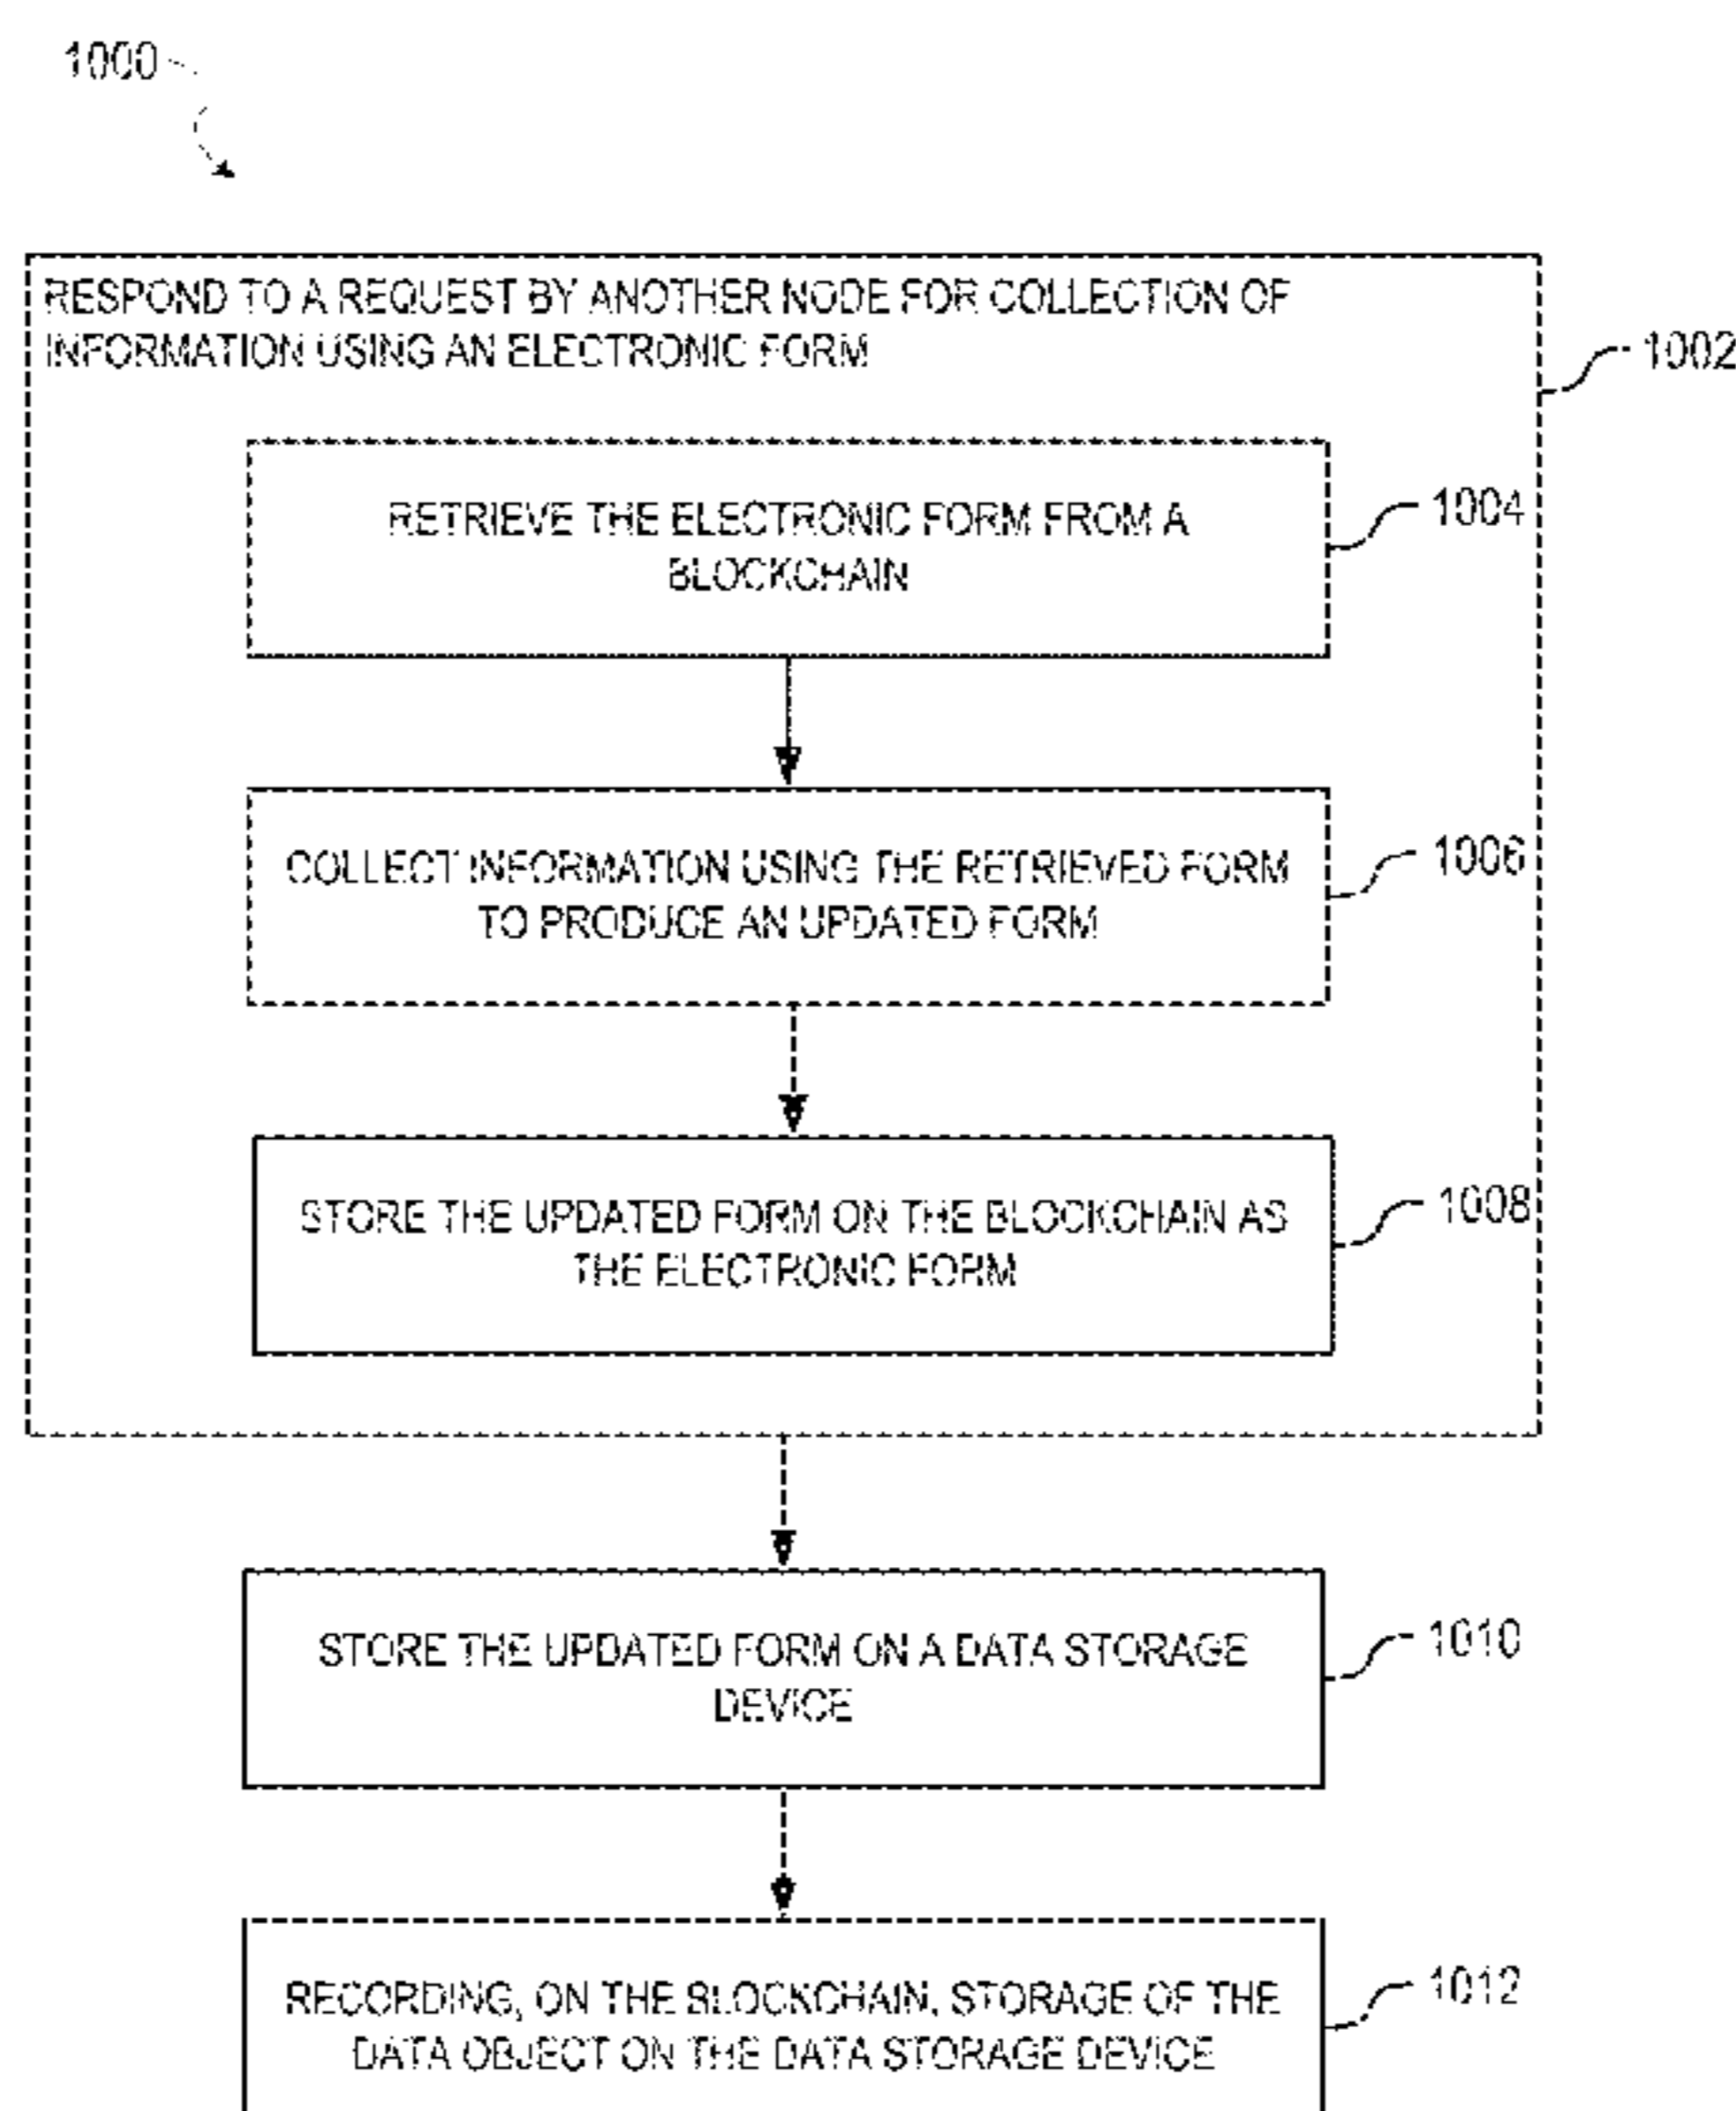 1000
RESPOND TO A REQUEST BY ANOTHER NODE FOR COLLECTION OF
INFORMATION USING AN ELECTRONIC FORM
1002
RETRIEVE THE ELECTRONIC FORM FROM A
BLOCKCHAIN
1004
COLLECT INFORMATION USING THE RETRIEVED FORM
TO PRODUCE AN UPDATED FORM
1006
STORE THE UPDATED FORM ON THE BLOCKCHAIN AS
THE ELECTRONIC FORM
1008
STORE THE UPDATED FORM ON A DATA STORAGE
DEVICE
1010
RECORDING, ON THE BLOCKCHAIN, STORAGE OF THE
DATA OBJECT ON THE DATA STORAGE DEVICE
1012